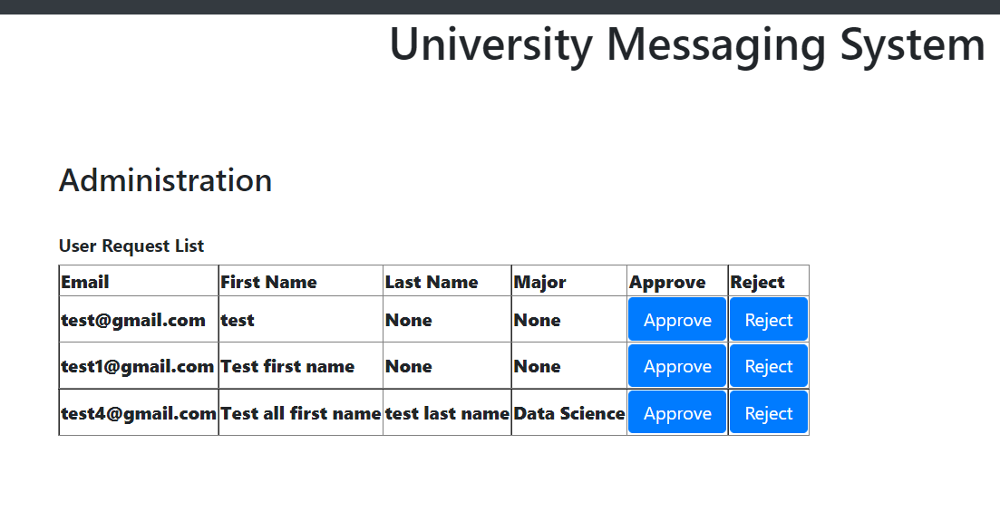 University Messaging System
Administration
User Request List
Email First Name Last Name Major Approve Reject
test@gmail.com test None None Approve Reject
test1@gmail.com Test first name None None Approve Reject
test4@gmail.com Test all first name test last name Data Science Approve Reject